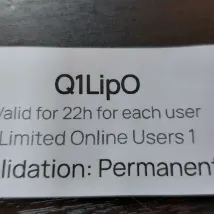 Q1LipO
Valid for 22h for each user
Limited Online Users 1
lidation: Permanent